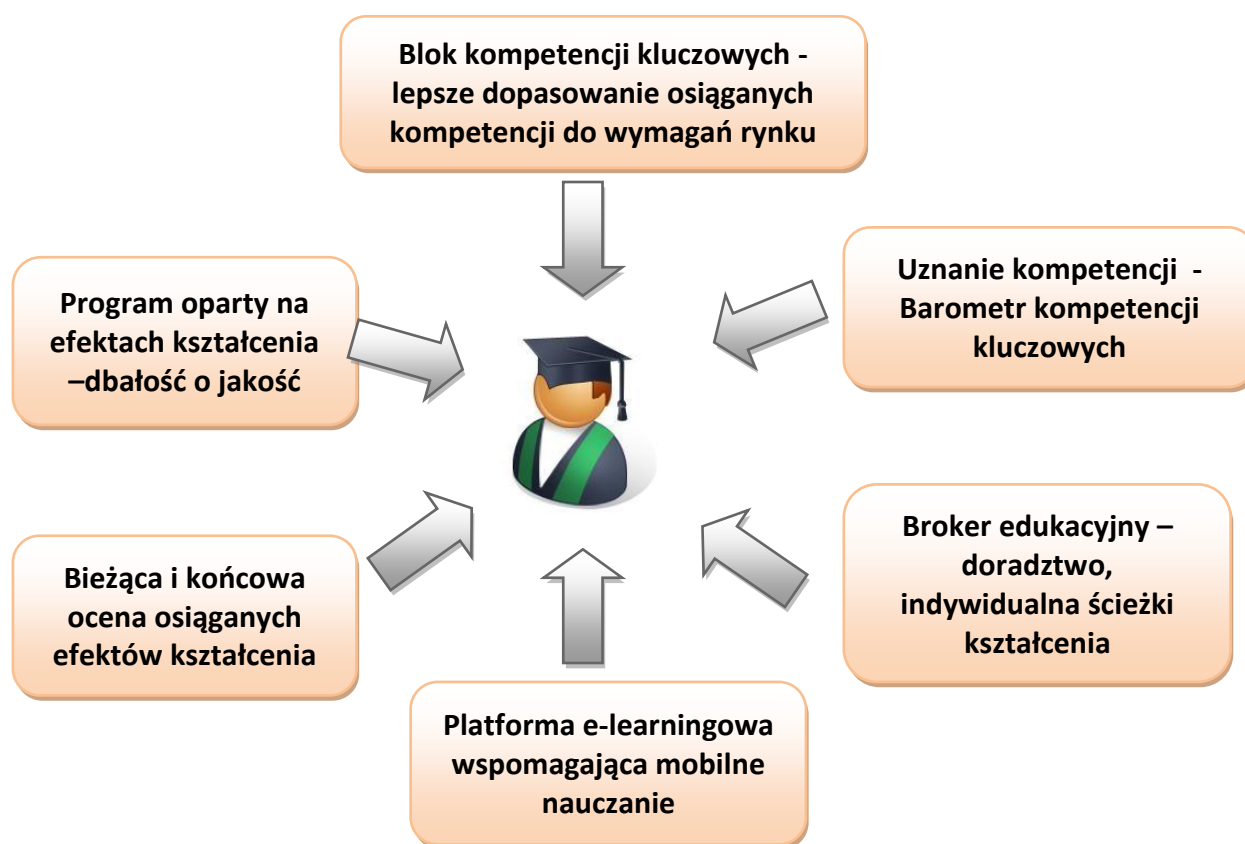 Blok kompetencji kluczowych -
lepsze dopasowanie osiąganych
kompetencji do wymagań rynku
Program oparty na
efektach kształcenia
–dbałość o jakość
Uznanie kompetencji -
Barometr kompetencji
kluczowych
Bieżąca i końcowa
ocena osiąganych
efektów kształcenia
Broker edukacyjny –
doradztwo,
indywidualna ścieżki
kształcenia
Platforma e-learningowa
wspomagająca mobilne
nauczanie